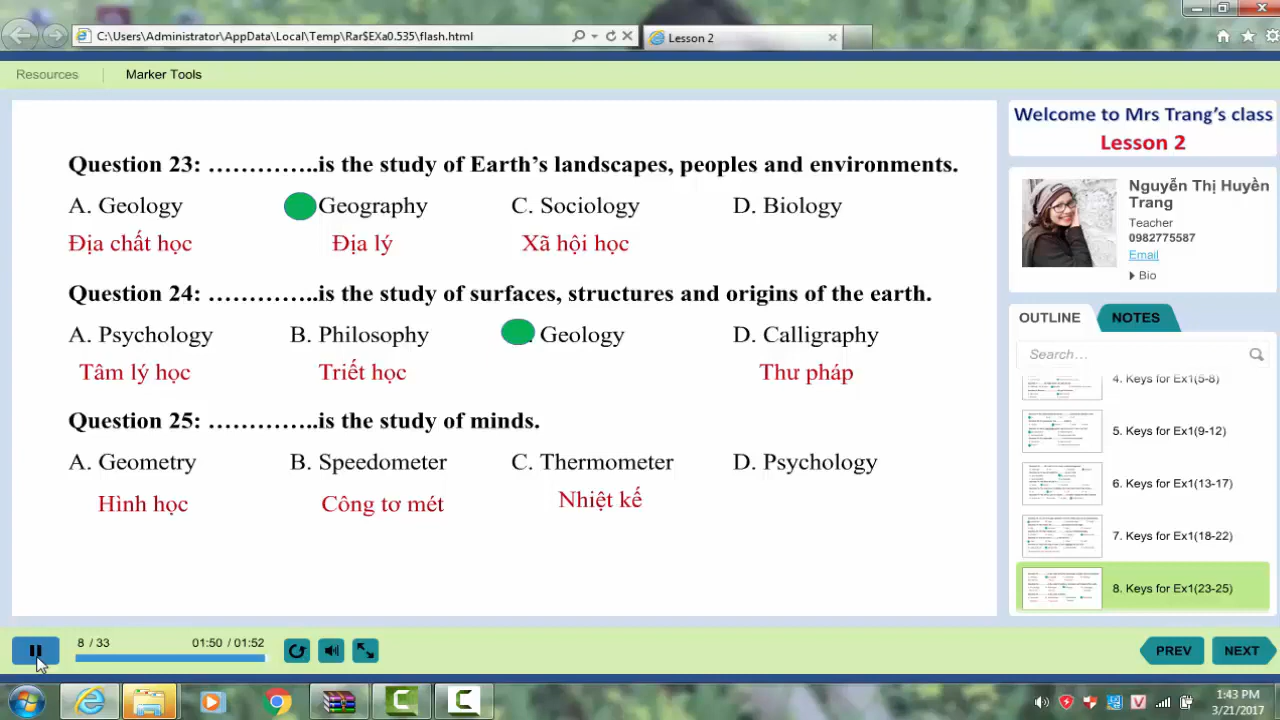 C:\Users\Administrator\AppData\Local\Temp\Rar$EXa0.535\flash.html
Lesson 2
Resources
Marker Tools
Question 23: …………..is the study of Earth's landscapes, peoples and environments.
A. Geology Geography C. Sociology D. Biology
Địa chất học Địa lý Xã hội học
Question 24: …………..is the study of surfaces, structures and origins of the earth.
A. Psychology B. Philosophy Geology D. Calligraphy
Tâm lý học Triết học Thư pháp
Question 25: …………..is the study of minds.
A. Geometry B. Speedometer C. Thermometer D. Psychology
Hình học Công tơ mét Nhiệt kế
Welcome to Mrs Trang's class
Lesson 2
Nguyễn Thị Huyền
Trang
Teacher
0982775587
Email
Bio
OUTLINE NOTES
Search...
4. Keys for Ex1(5-8)
5. Keys for Ex1(9-12)
6. Keys for Ex1(13-17)
7. Keys for Ex1(18-22)
8. Keys for Ex1(23-25)
8 / 33 01:50 / 01:52
PREV NEXT
1:43 PM
3/21/2017